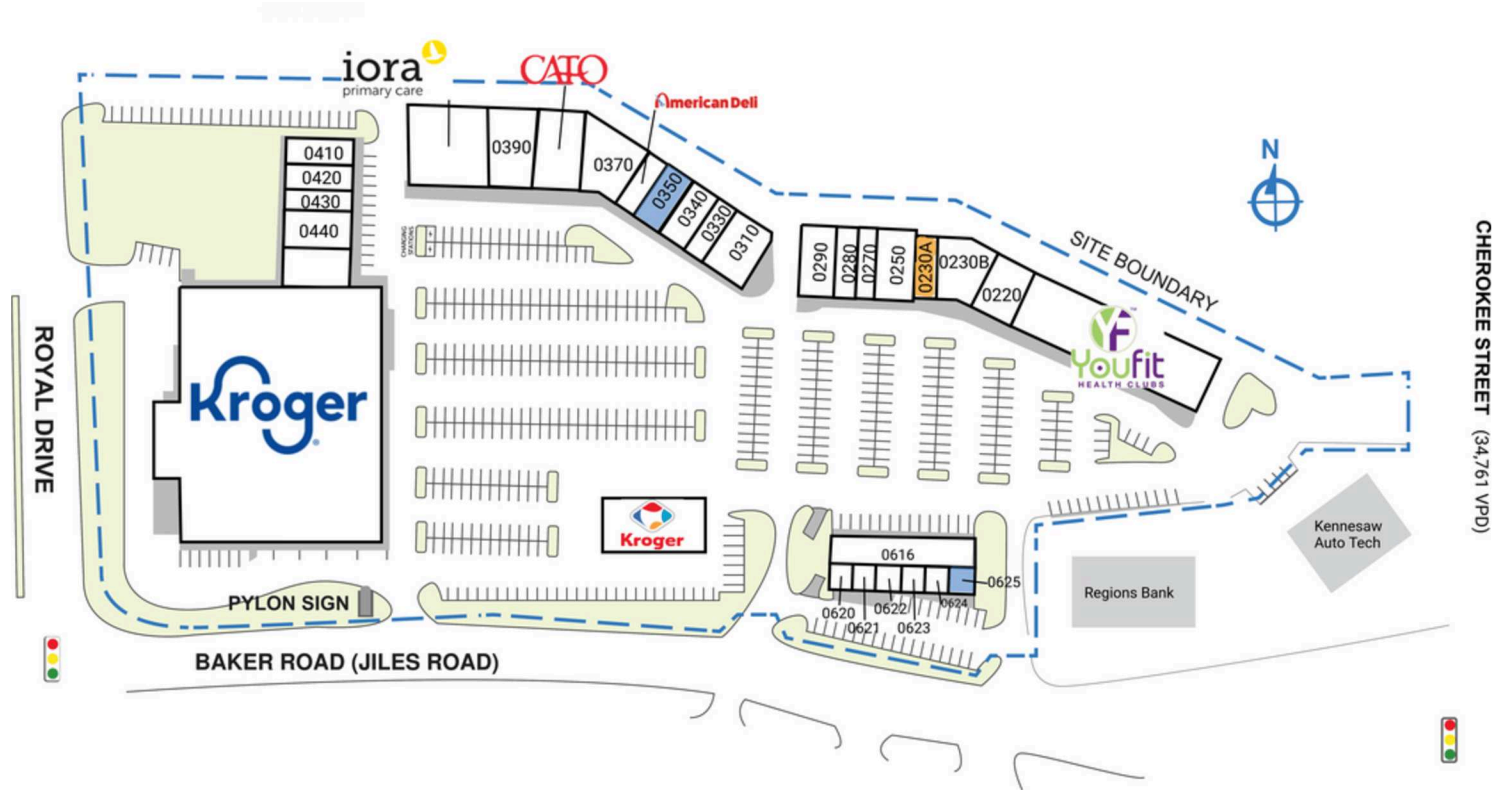 iora
primary care
CATO
American Deli
N
0410
0420
0430
0440
0390
0370
0350
0340
0330
0310
CHARGING
STATIONS
0290
0280
0270
0250
0230A
0230B
0220
SITE BOUNDARY
Youfit
HEALTH CLUBS
CHEROKEE STREET (34,761 VPD)
ROYAL DRIVE
Kroger
Kroger
0616
0625
0620
0621
0622
0623
0624
Regions Bank
Kennesaw
Auto Tech
PYLON SIGN
BAKER ROAD (JILES ROAD)